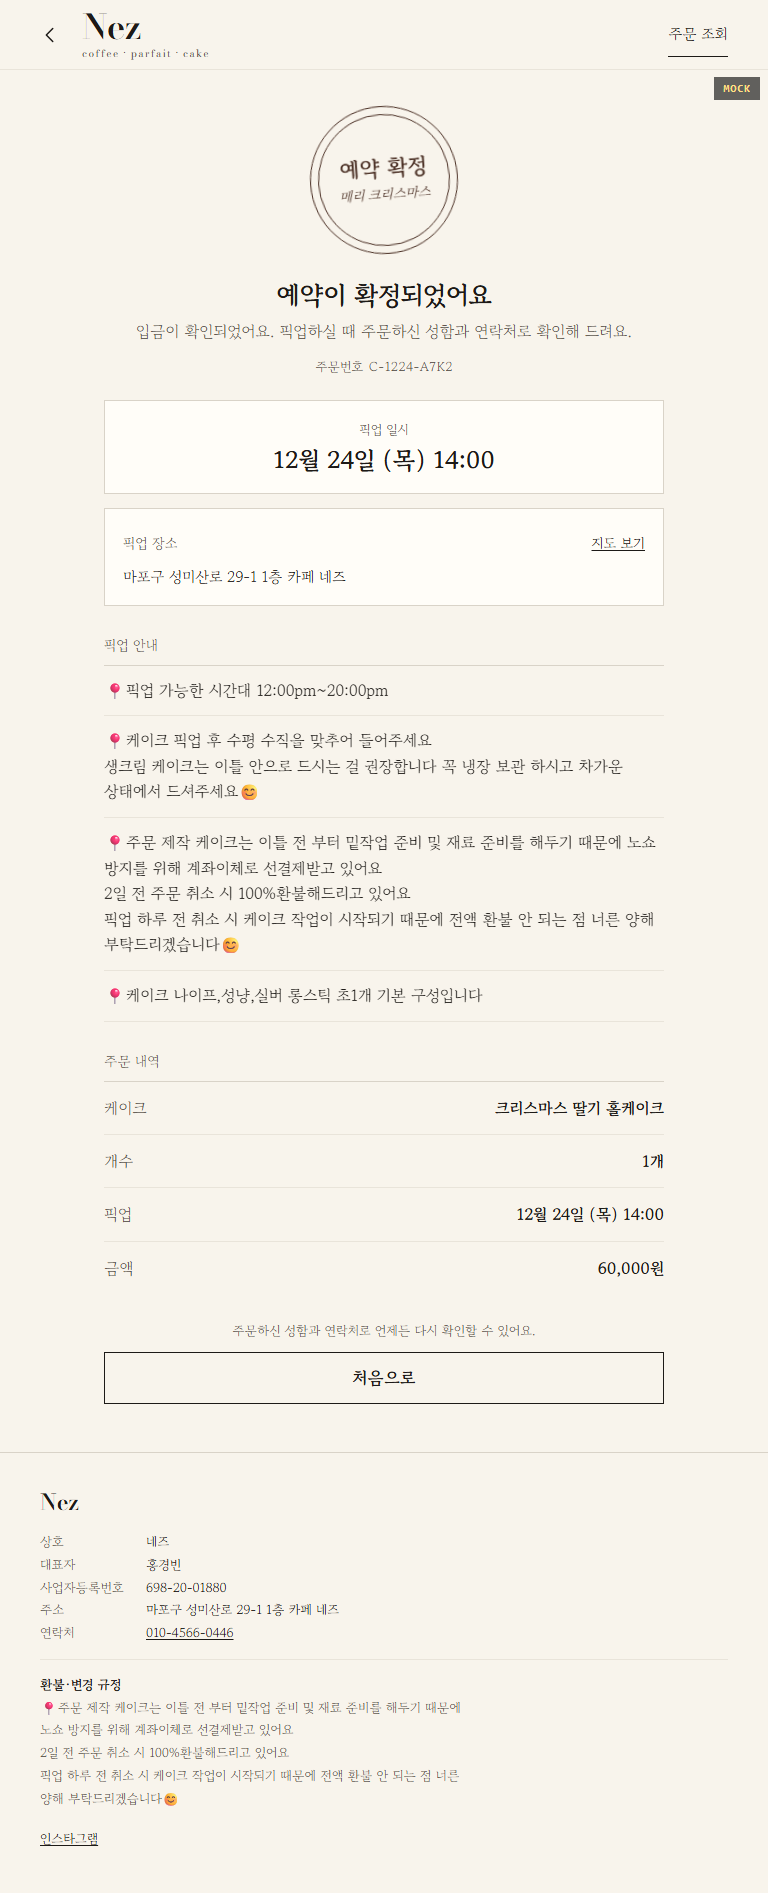 Nez
coffee · parfait · cake
주문 조회
MOCK
예약 확정
메리 크리스마스
예약이 확정되었어요
입금이 확인되었어요. 픽업하실 때 주문하신 성함과 연락처로 확인해 드려요.
주문번호 C-1224-A7K2
픽업 일시
12월 24일 (목) 14:00
픽업 장소
지도 보기
마포구 성미산로 29-1 1층 카페 네즈
픽업 안내
📍픽업 가능한 시간대 12:00pm~20:00pm
📍케이크 픽업 후 수평 수직을 맞추어 들어주세요
생크림 케이크는 이틀 안으로 드시는 걸 권장합니다 꼭 냉장 보관 하시고 차가운
상태에서 드셔주세요😊
📍주문 제작 케이크는 이틀 전 부터 밑작업 준비 및 재료 준비를 해두기 때문에 노쇼
방지를 위해 계좌이체로 선결제받고 있어요
2일 전 주문 취소 시 100%환불해드리고 있어요
픽업 하루 전 취소 시 케이크 작업이 시작되기 때문에 전액 환불 안 되는 점 너른 양해
부탁드리겠습니다😊
📍케이크 나이프,성냥,실버 롱스틱 초1개 기본 구성입니다
주문 내역
케이크
크리스마스 딸기 홀케이크
개수
1개
픽업
12월 24일 (목) 14:00
금액
60,000원
주문하신 성함과 연락처로 언제든 다시 확인할 수 있어요.
처음으로
Nez
상호 네즈
대표자 홍경빈
사업자등록번호 698-20-01880
주소 마포구 성미산로 29-1 1층 카페 네즈
연락처 010-4566-0446
환불·변경 규정
📍주문 제작 케이크는 이틀 전 부터 밑작업 준비 및 재료 준비를 해두기 때문에
노쇼 방지를 위해 계좌이체로 선결제받고 있어요
2일 전 주문 취소 시 100%환불해드리고 있어요
픽업 하루 전 취소 시 케이크 작업이 시작되기 때문에 전액 환불 안 되는 점 너른
양해 부탁드리겠습니다😊
인스타그램